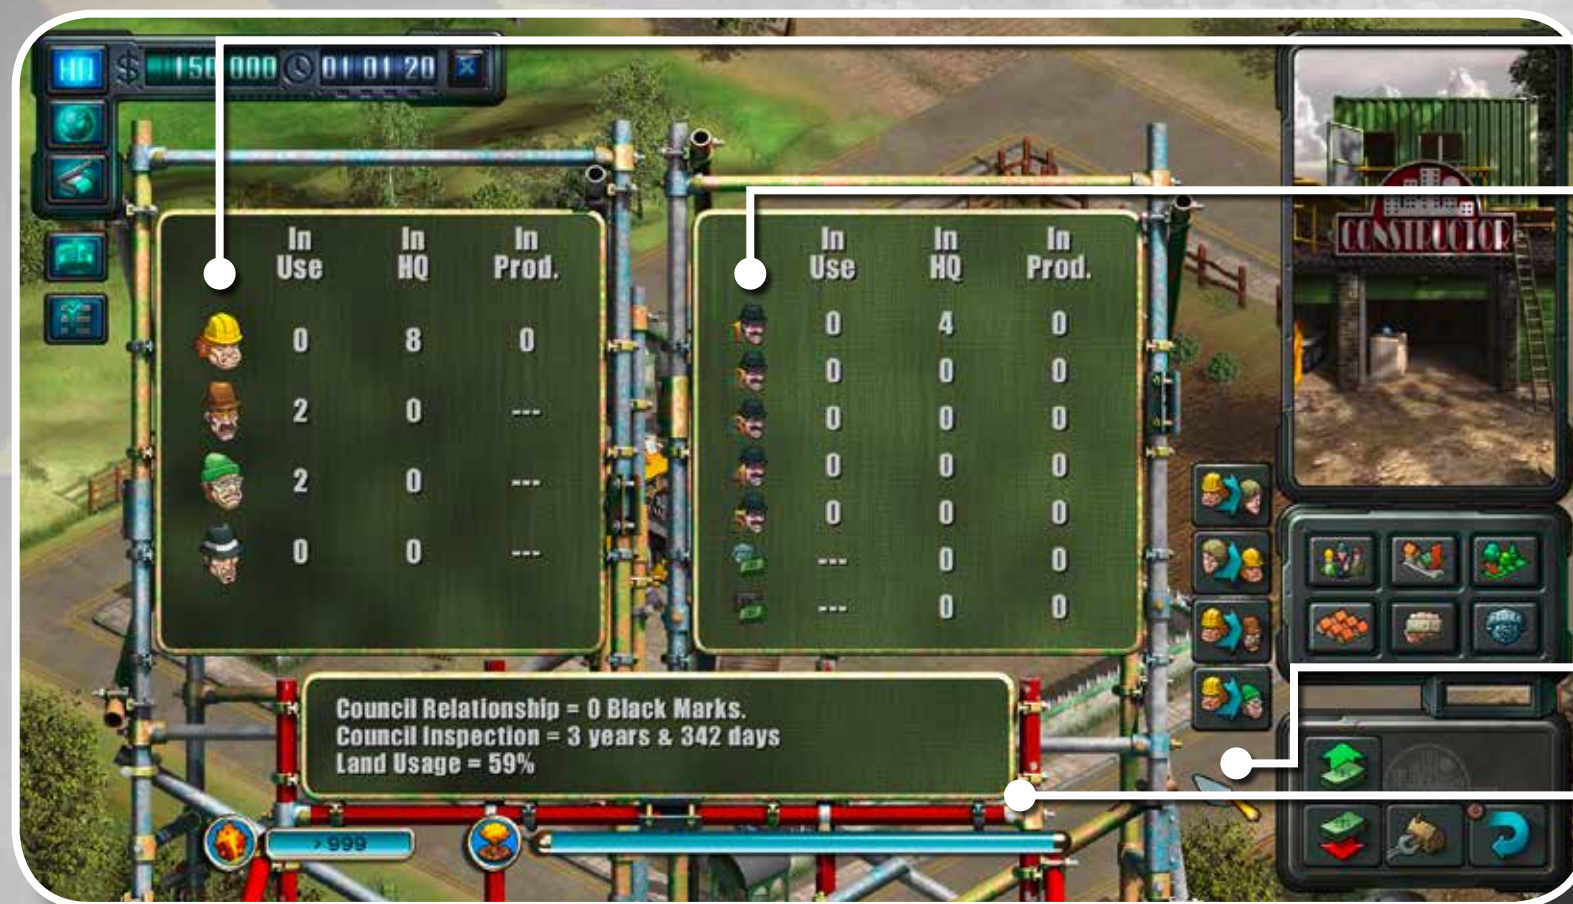 $ 150 000 01 01 20
In Use In HQ In Prod.
0 8 0
2 0 ---
2 0 ---
0 0 ---
In Use In HQ In Prod.
0 4 0
0 0 0
0 0 0
0 0 0
0 0 0
--- 0 0
--- 0 0
CONSTRUCTOR
Council Relationship = 0 Black Marks.
Council Inspection = 3 years & 342 days
Land Usage = 59%
>999